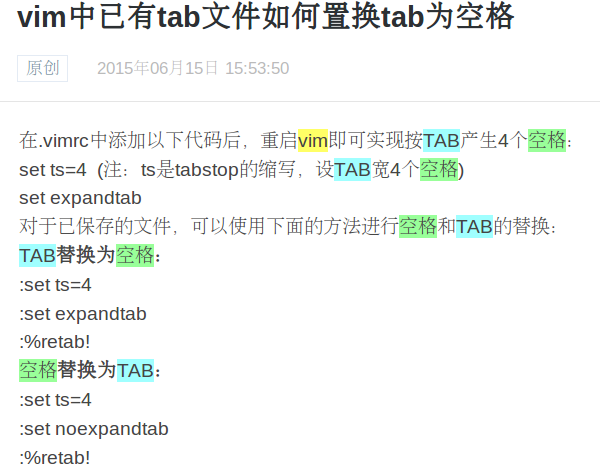 vim中已有tab文件如何置换tab为空格
原创 2015年06月15日 15:53:50
在.vimrc中添加以下代码后，重启vim即可实现按TAB产生4个空格：
set ts=4 (注：ts是tabstop的缩写，设TAB宽4个空格)
set expandtab
对于已保存的文件，可以使用下面的方法进行空格和TAB的替换：
TAB替换为空格：
:set ts=4
:set expandtab
:%retab!
空格替换为TAB：
:set ts=4
:set noexpandtab
:%retab!